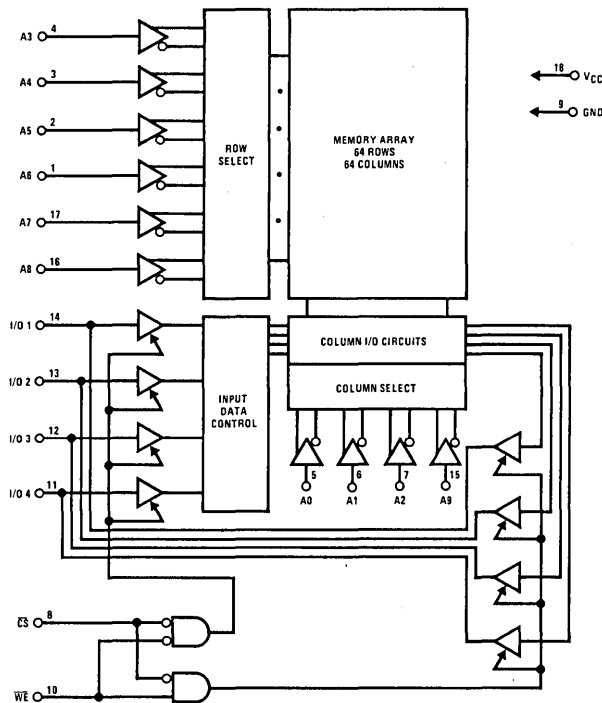 A3 4
A4 3
A5 2
A6 1
A7 17
A8 16
ROW
SELECT
MEMORY ARRAY
64 ROWS
64 COLUMNS
18 VCC
9 GND
I/O 1 14
I/O 2 13
I/O 3 12
I/O 4 11
INPUT
DATA
CONTROL
COLUMN I/O CIRCUITS
COLUMN SELECT
5 6 7 15
A0 A1 A2 A9
C̅S̅ 8
W̅E̅ 10